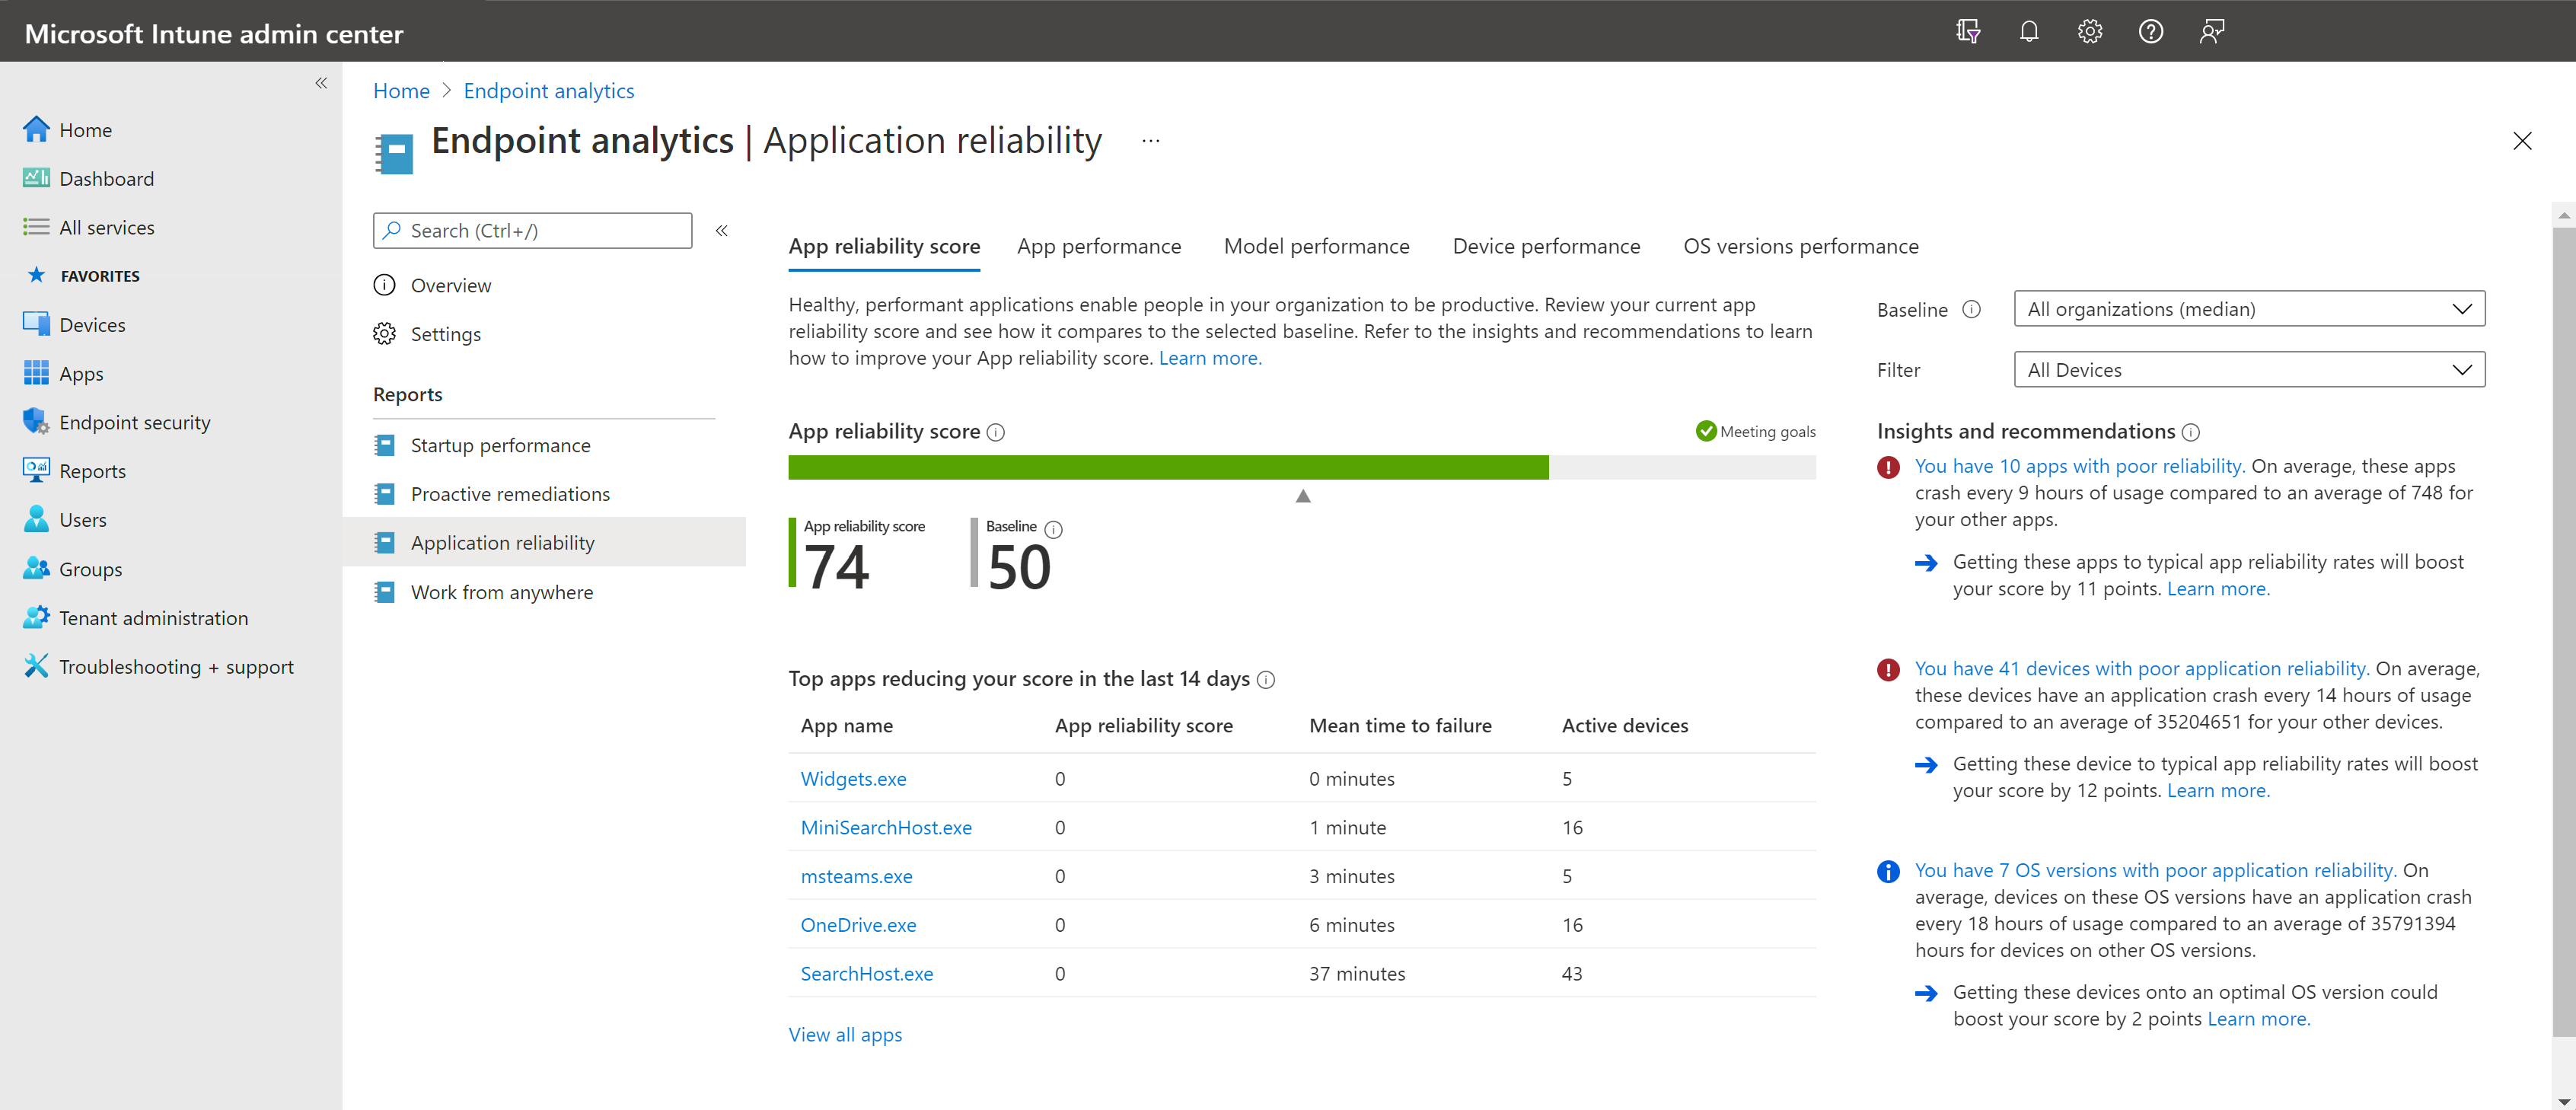 Microsoft Intune admin center
Home
Dashboard
All services
FAVORITES
Devices
Apps
Endpoint security
Reports
Users
Groups
Tenant administration
Troubleshooting + support
Home > Endpoint analytics
Endpoint analytics | Application reliability ...
Search (Ctrl+/)
Overview
Settings
Reports
Startup performance
Proactive remediations
Application reliability
Work from anywhere
App reliability score App performance Model performance Device performance OS versions performance
Healthy, performant applications enable people in your organization to be productive. Review your current app
reliability score and see how it compares to the selected baseline. Refer to the insights and recommendations to learn
how to improve your App reliability score. Learn more.
App reliability score
Meeting goals
App reliability score
74
Baseline
50
Top apps reducing your score in the last 14 days
App name App reliability score Mean time to failure Active devices
Widgets.exe 0 0 minutes 5
MiniSearchHost.exe 0 1 minute 16
msteams.exe 0 3 minutes 5
OneDrive.exe 0 6 minutes 16
SearchHost.exe 0 37 minutes 43
View all apps
Baseline All organizations (median)
Filter All Devices
Insights and recommendations
You have 10 apps with poor reliability. On average, these apps
crash every 9 hours of usage compared to an average of 748 for
your other apps.
Getting these apps to typical app reliability rates will boost
your score by 11 points. Learn more.
You have 41 devices with poor application reliability. On average,
these devices have an application crash every 14 hours of usage
compared to an average of 35204651 for your other devices.
Getting these device to typical app reliability rates will boost
your score by 12 points. Learn more.
You have 7 OS versions with poor application reliability. On
average, devices on these OS versions have an application crash
every 18 hours of usage compared to an average of 35791394
hours for devices on other OS versions.
Getting these devices onto an optimal OS version could
boost your score by 2 points Learn more.